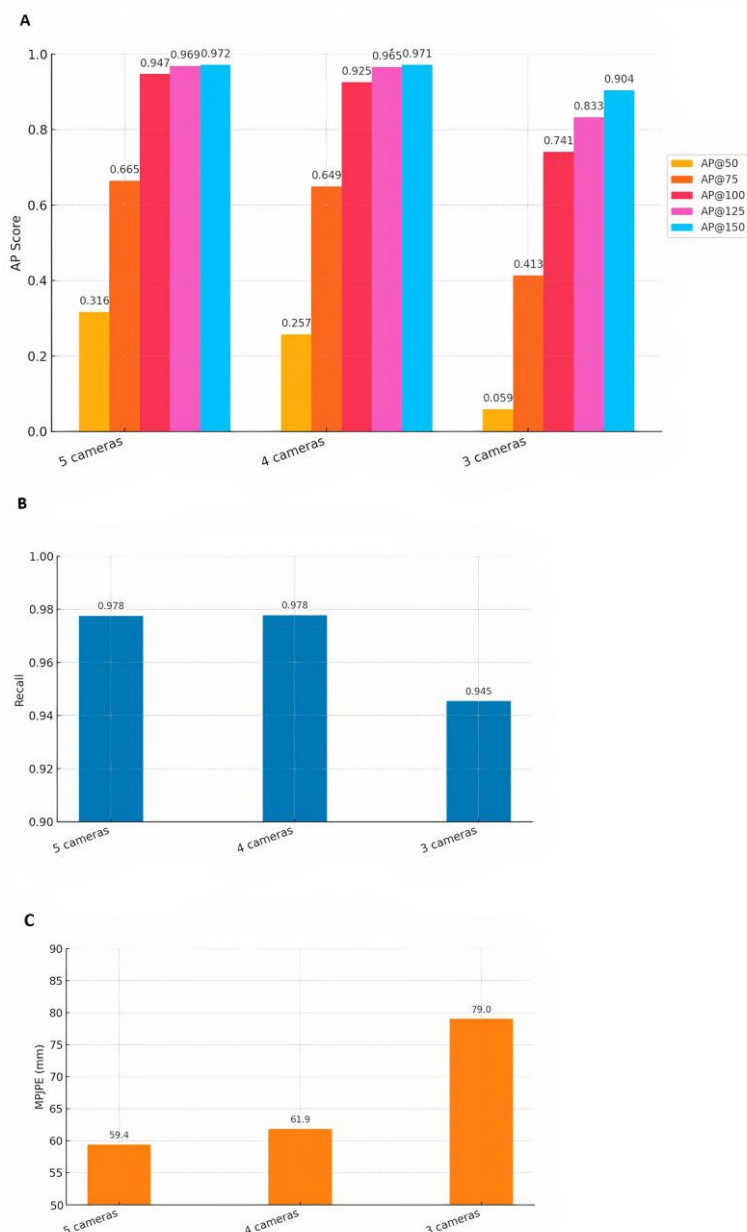 A
1.0
0.8
0.6
0.4
0.2
0.0
AP Score
0.316
0.665
0.947
0.969
0.972
0.257
0.649
0.925
0.965
0.971
0.059
0.413
0.741
0.833
0.904
5 cameras
4 cameras
3 cameras
AP@50
AP@75
AP@100
AP@125
AP@150
B
1.00
0.98
0.96
0.94
0.92
0.90
Recall
0.978
0.978
0.945
5 cameras
4 cameras
3 cameras
C
90
85
80
75
70
65
60
55
50
MPJPE (mm)
59.4
61.9
79.0
5 cameras
4 cameras
3 cameras